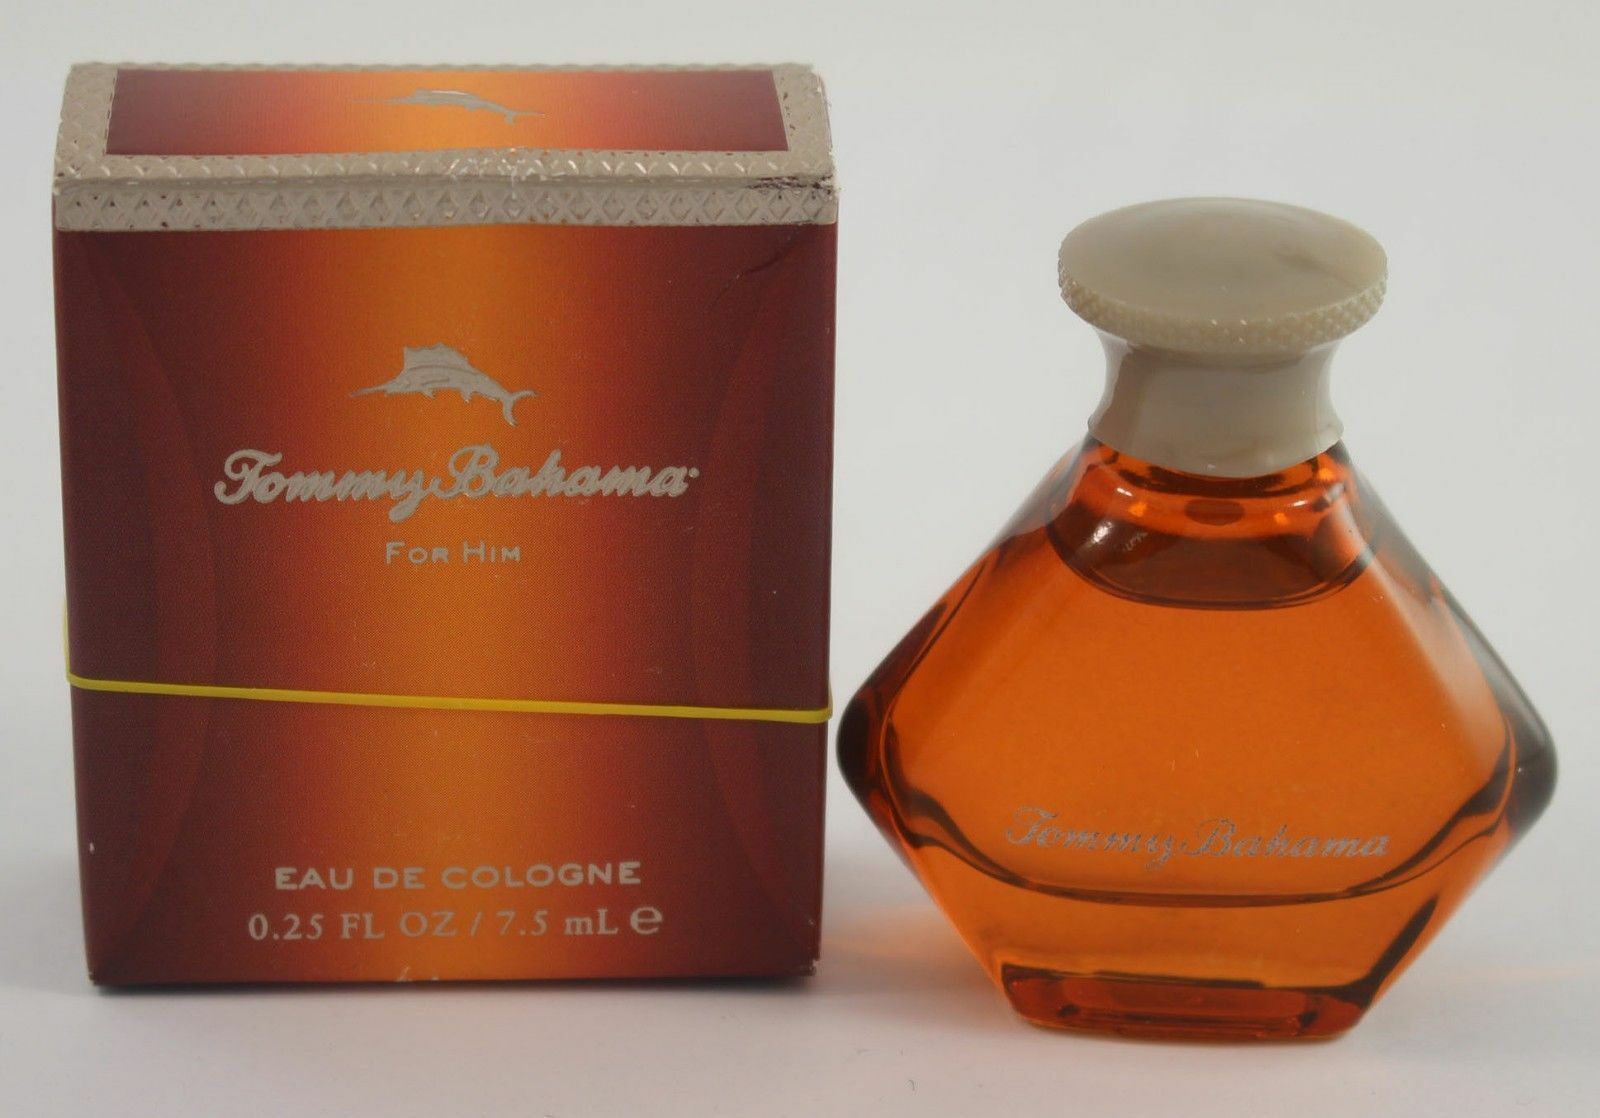 Tommy Bahama
FOR HIM
EAU DE COLOGNE
0.25 FL OZ / 7.5 mL ℮
Tommy Bahama